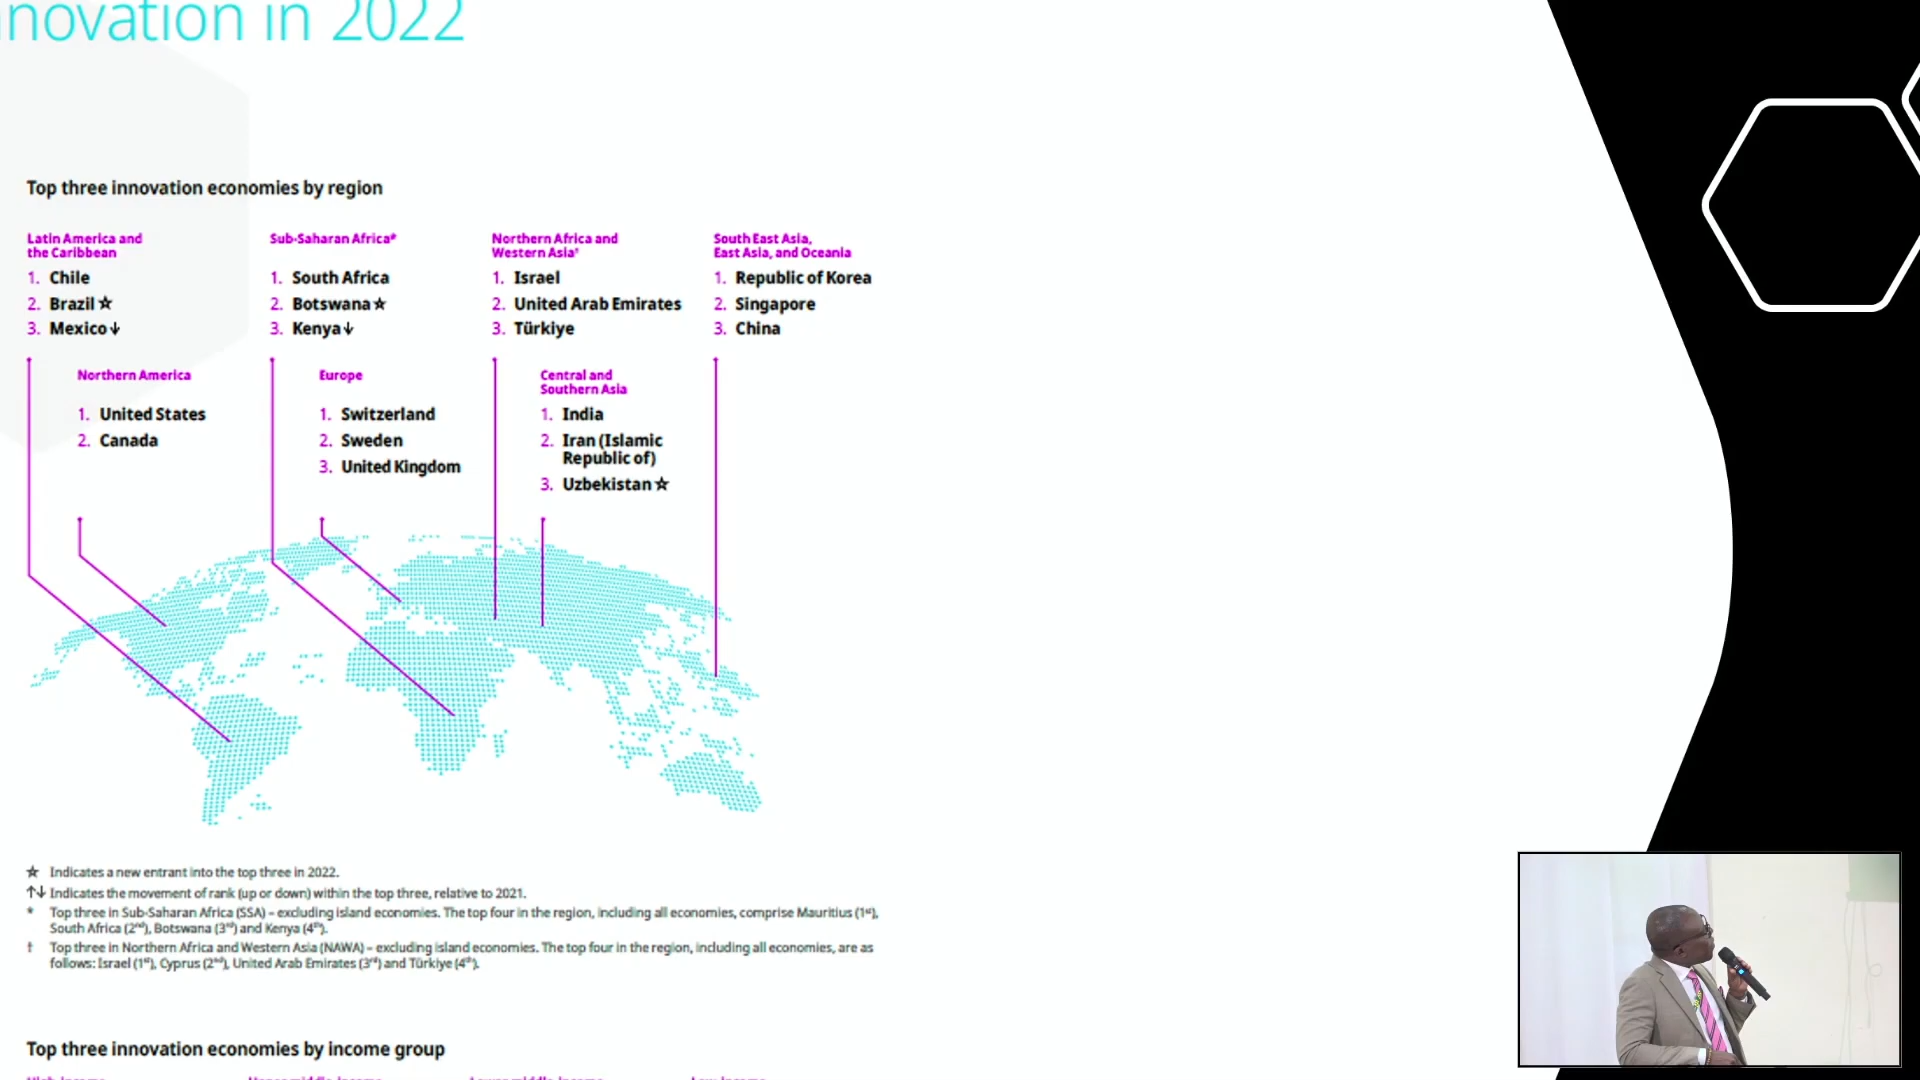 novation in 2022
Top three innovation economies by region
Latin America and
the Caribbean
1. Chile
2. Brazil ☆
3. Mexico ↓
Sub-Saharan Africa*
1. South Africa
2. Botswana ☆
3. Kenya ↓
Northern Africa and
Western Asia†
1. Israel
2. United Arab Emirates
3. Türkiye
South East Asia,
East Asia, and Oceania
1. Republic of Korea
2. Singapore
3. China
Northern America
1. United States
2. Canada
Europe
1. Switzerland
2. Sweden
3. United Kingdom
Central and
Southern Asia
1. India
2. Iran (Islamic
Republic of)
3. Uzbekistan ☆
☆ Indicates a new entrant into the top three in 2022.
↑↓ Indicates the movement of rank (up or down) within the top three, relative to 2021.
* Top three in Sub-Saharan Africa (SSA) – excluding island economies. The top four in the region, including all economies, comprise Mauritius (1st),
South Africa (2nd), Botswana (3rd) and Kenya (4th).
† Top three in Northern Africa and Western Asia (NAWA) – excluding island economies. The top four in the region, including all economies, are as
follows: Israel (1st), Cyprus (2nd), United Arab Emirates (3rd) and Türkiye (4th).
Top three innovation economies by income group